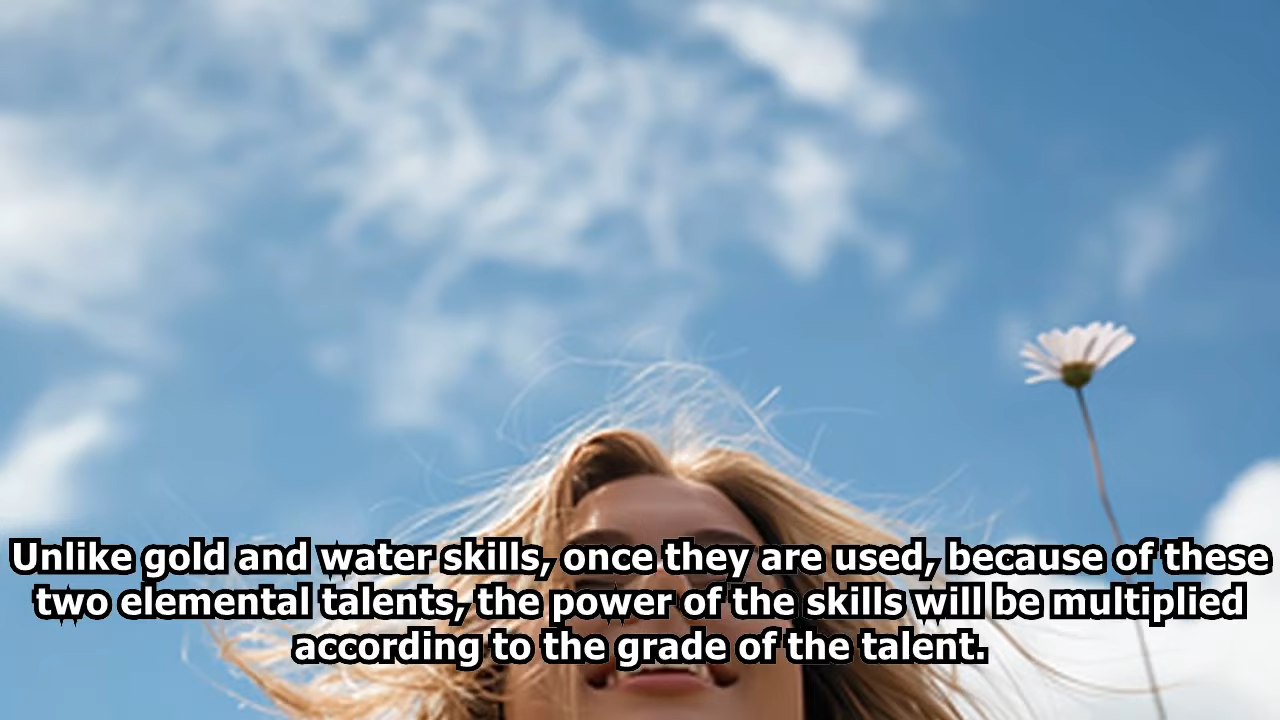 Unlike gold and water skills, once they are used, because of these
two elemental talents, the power of the skills will be multiplied
according to the grade of the talent.